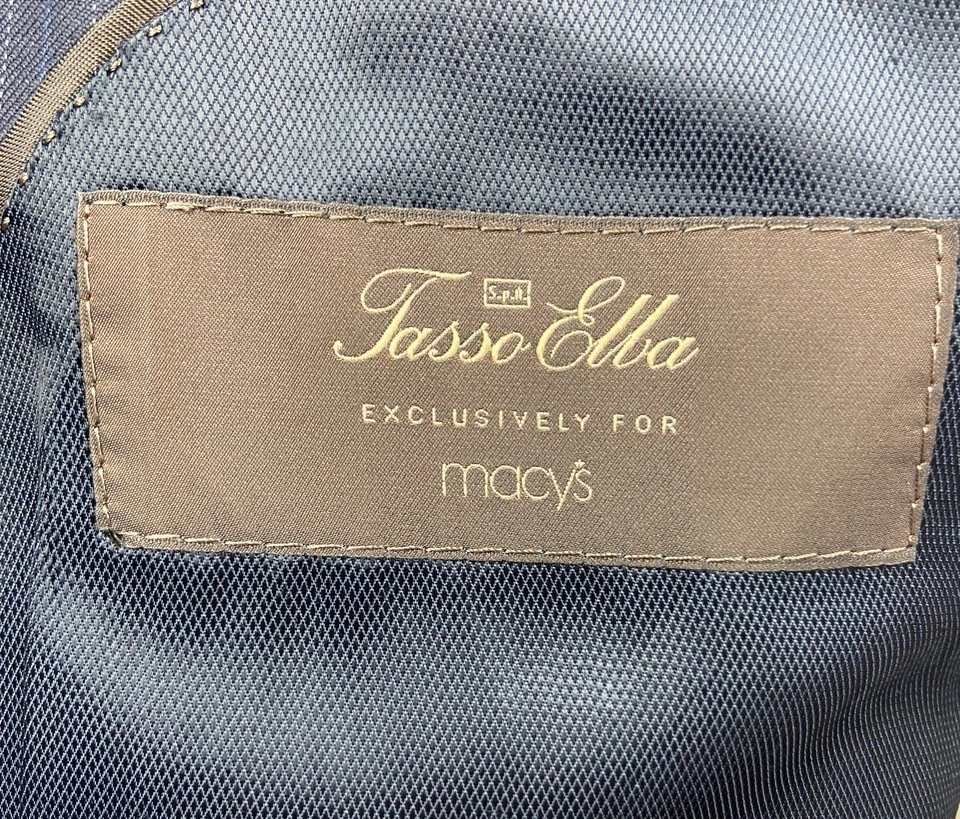 S.p.A.
Tasso Elba
EXCLUSIVELY FOR
macy's